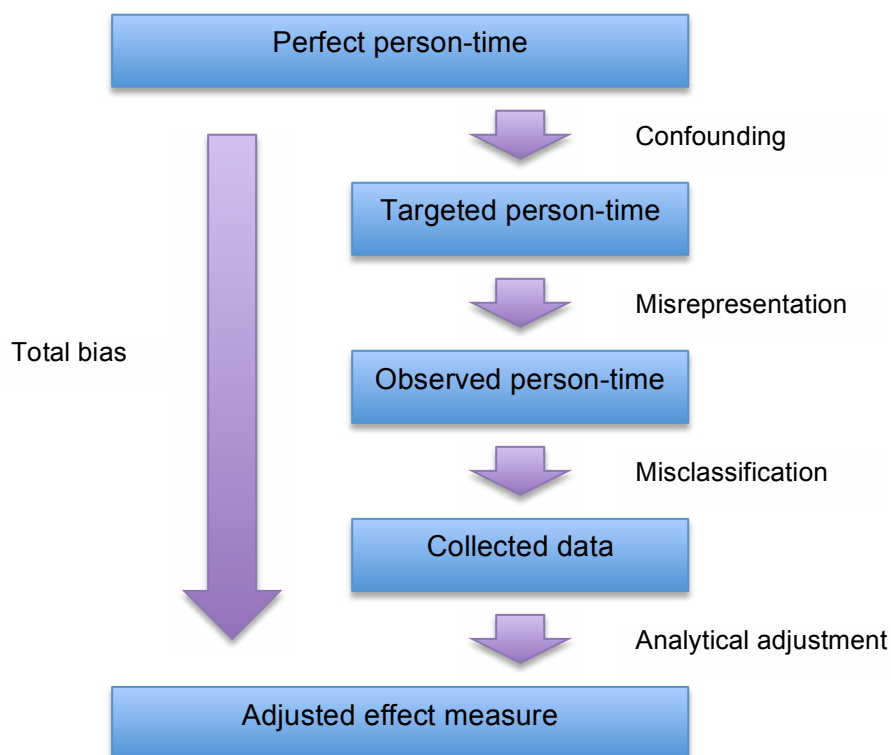 Perfect person-time
Confounding
Targeted person-time
Misrepresentation
Total bias
Observed person-time
Misclassification
Collected data
Analytical adjustment
Adjusted effect measure